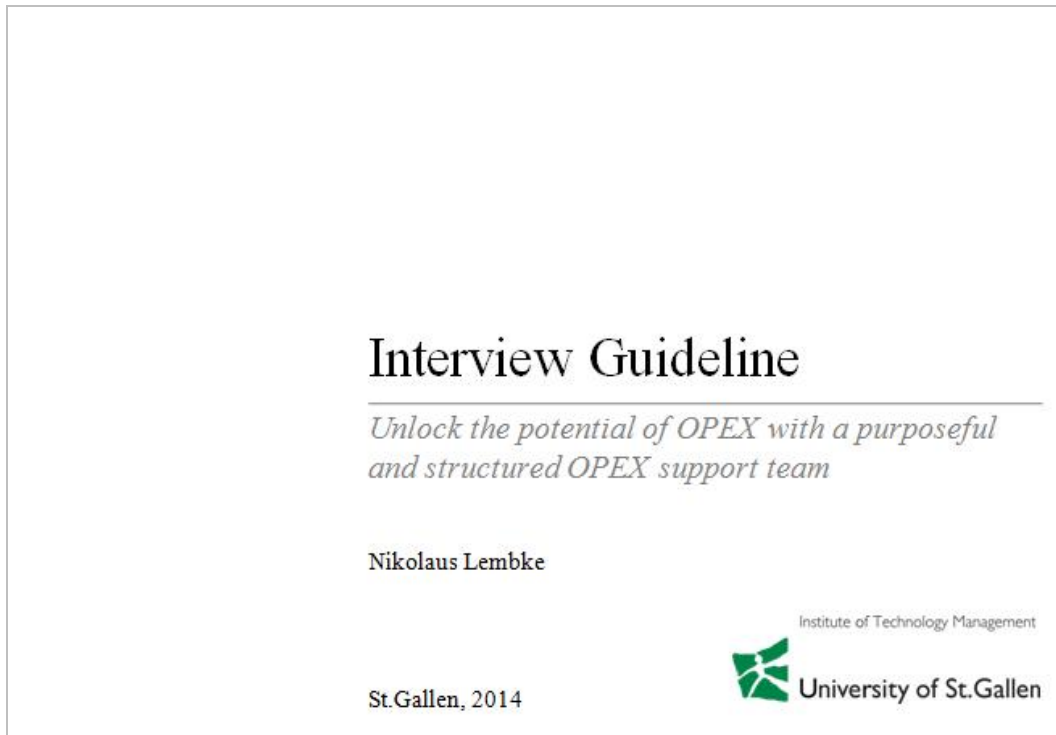 Interview Guideline
Unlock the potential of OPEX with a purposeful
and structured OPEX support team
Nikolaus Lembke
Institute of Technology Management
University of St.Gallen
St.Gallen, 2014